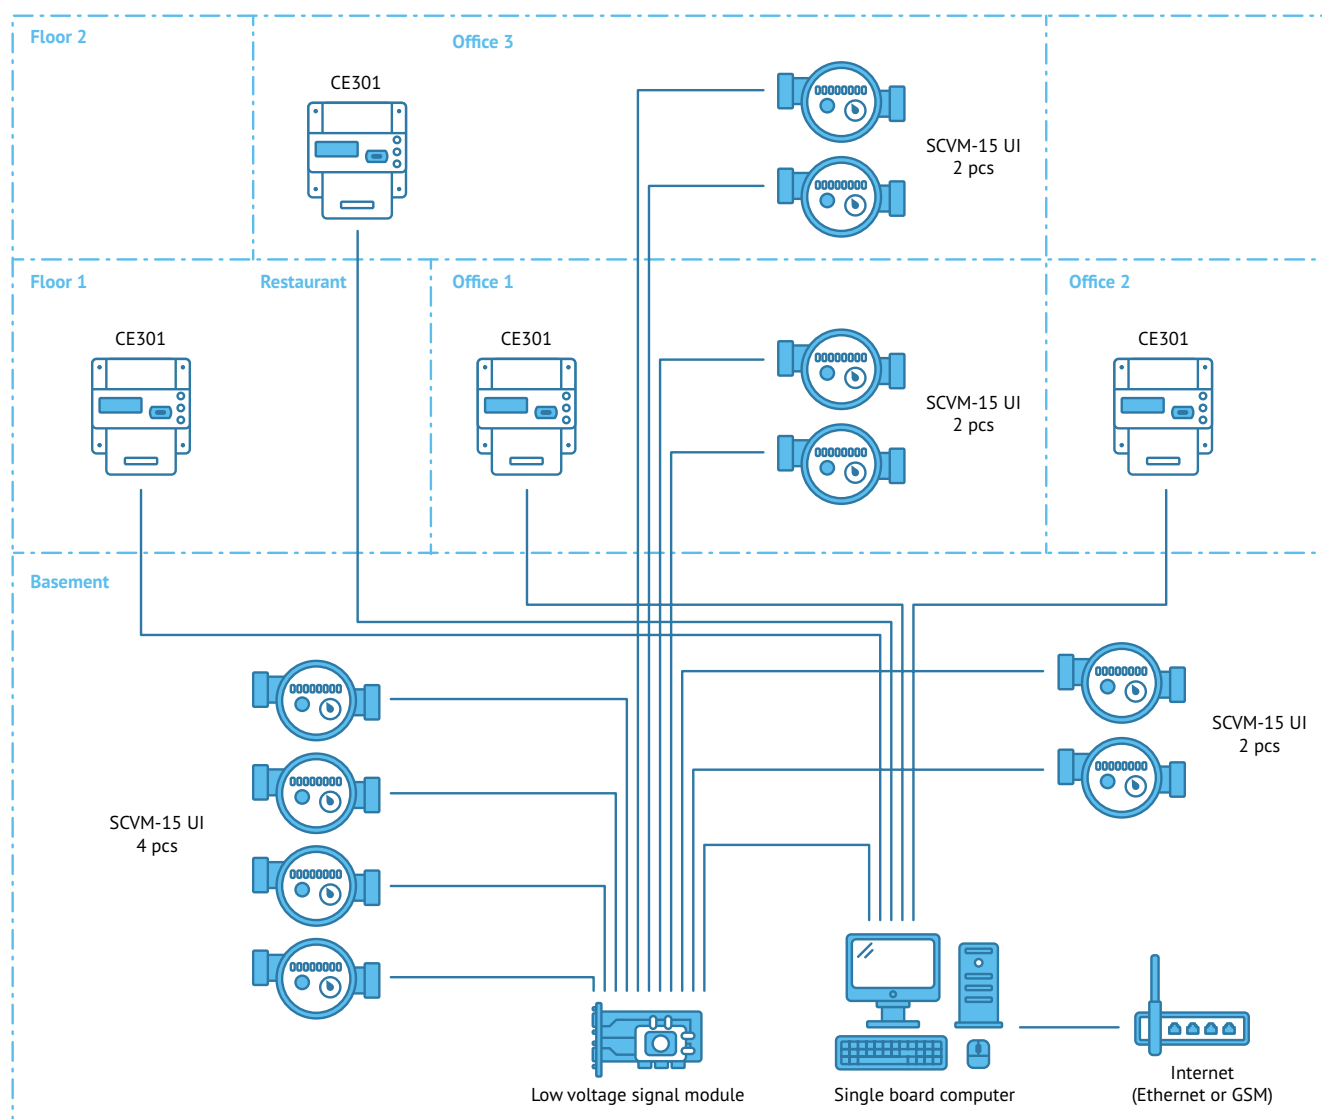 Floor 2
Office 3
CE301
SCVM-15 UI
2 pcs
Floor 1
Restaurant
Office 1
Office 2
CE301
CE301
CE301
SCVM-15 UI
2 pcs
Basement
SCVM-15 UI
2 pcs
SCVM-15 UI
4 pcs
Low voltage signal module
Single board computer
Internet
(Ethernet or GSM)